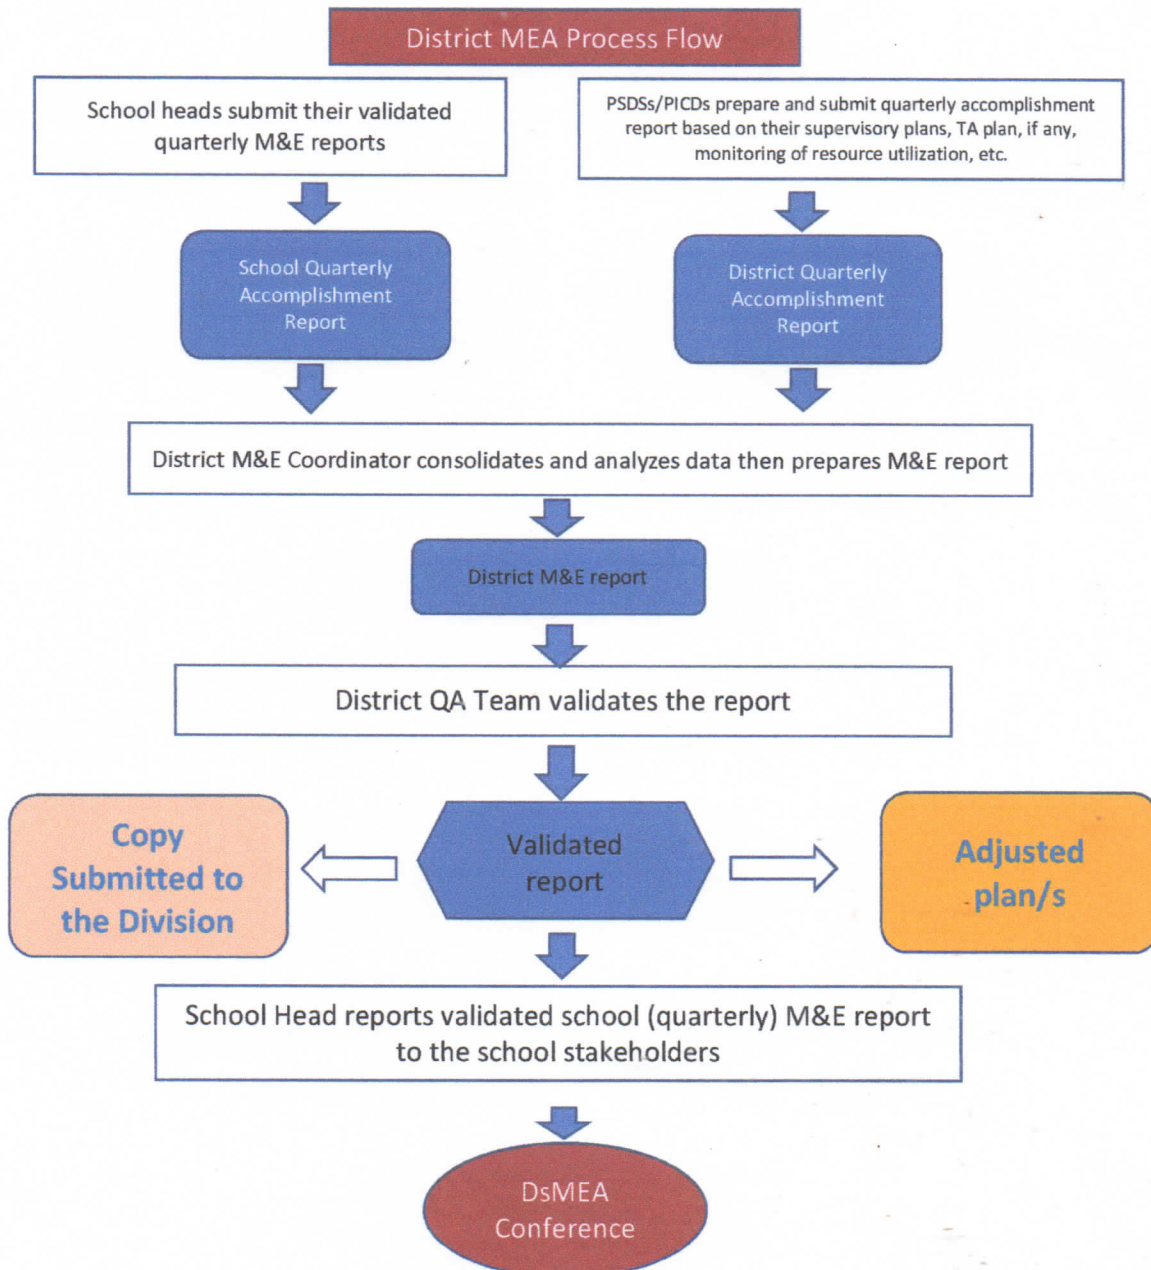 District MEA Process Flow
School heads submit their validated
quarterly M&E reports
PSDSs/PICDs prepare and submit quarterly accomplishment
report based on their supervisory plans, TA plan, if any,
monitoring of resource utilization, etc.
School Quarterly
Accomplishment
Report
District Quarterly
Accomplishment
Report
District M&E Coordinator consolidates and analyzes data then prepares M&E report
District M&E report
District QA Team validates the report
Copy
Submitted to
the Division
Validated
report
Adjusted
plan/s
School Head reports validated school (quarterly) M&E report
to the school stakeholders
DsMEA
Conference